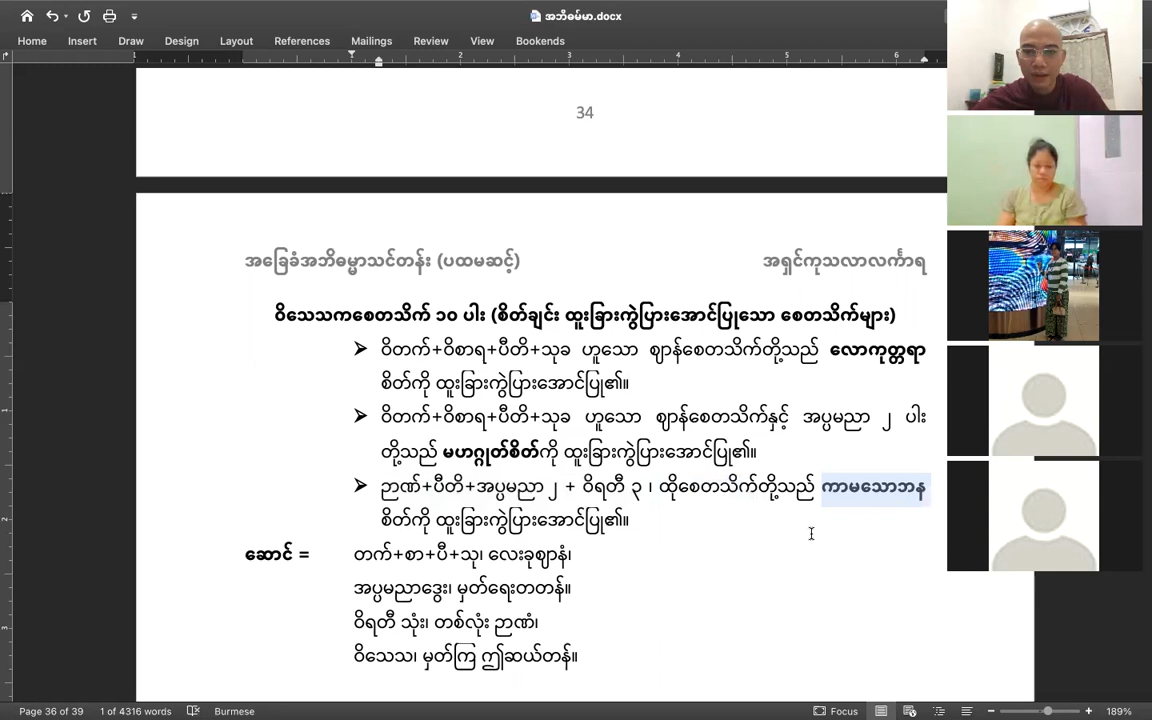 အဘိဓမ်မာ.docx
Home Insert Draw Design Layout References Mailings Review View Bookends
1 1 2 3 4 5 6
34
အခြေခံအဘိဓမ္မာသင်တန်း (ပထမဆင့်) အရှင်ကုသလာလင်္ကာရ
ဝိသေသကစေတသိက် ၁၀ ပါး (စိတ်ချင်း ထူးခြားကွဲပြားအောင်ပြုသော စေတသိက်များ)
➤ ဝိတက်+ဝိစာရ+ပီတိ+သုခ ဟူသော ဈာန်စေတသိက်တို့သည် လောကုတ္တရာ
စိတ်ကို ထူးခြားကွဲပြားအောင်ပြု၏။
➤ ဝိတက်+ဝိစာရ+ပီတိ+သုခ ဟူသော ဈာန်စေတသိက်နှင့် အပ္ပမညာ ၂ ပါး
တို့သည် မဟဂ္ဂုတ်စိတ်ကို ထူးခြားကွဲပြားအောင်ပြု၏။
➤ ဉာဏ်+ပီတိ+အပ္ပမညာ ၂ + ဝိရတီ ၃ ၊ ထိုစေတသိက်တို့သည် ကာမသောဘန
စိတ်ကို ထူးခြားကွဲပြားအောင်ပြု၏။
ဆောင် = တက်+စာ+ပီ+သု၊ လေးခုဈာနံ၊
အပ္ပမညာဒွေး၊ မှတ်ရေးတတန်။
ဝိရတီ သုံး၊ တစ်လုံး ဉာဏံ၊
ဝိသေသ၊ မှတ်ကြ ဤဆယ်တန်။
1
2
3
Page 36 of 39 1 of 4316 words Burmese Focus 189%